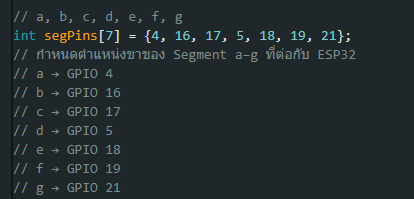 // a, b, c, d, e, f, g
int segPins[7] = {4, 16, 17, 5, 18, 19, 21};
// กำหนดตำแหน่งขาของ Segment a–g ที่ต่อกับ ESP32
// a → GPIO 4
// b → GPIO 16
// c → GPIO 17
// d → GPIO 5
// e → GPIO 18
// f → GPIO 19
// g → GPIO 21